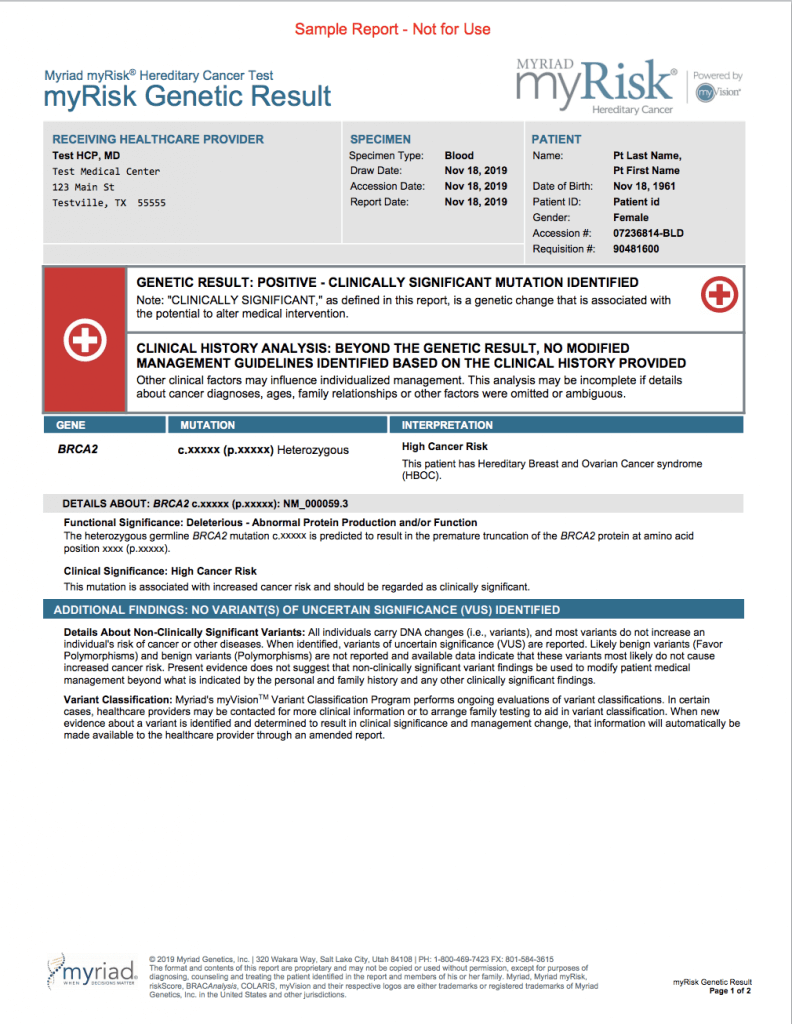 Sample Report - Not for Use
Myriad myRisk® Hereditary Cancer Test
myRisk Genetic Result
MYRIAD
myRisk®
Hereditary Cancer
Powered by
myVision®
RECEIVING HEALTHCARE PROVIDER
Test HCP, MD
Test Medical Center
123 Main St
Testville, TX 55555
SPECIMEN
Specimen Type: Blood
Draw Date: Nov 18, 2019
Accession Date: Nov 18, 2019
Report Date: Nov 18, 2019
PATIENT
Name: Pt Last Name,
Pt First Name
Date of Birth: Nov 18, 1961
Patient ID: Patient id
Gender: Female
Accession #: 07236814-BLD
Requisition #: 90481600
GENETIC RESULT: POSITIVE - CLINICALLY SIGNIFICANT MUTATION IDENTIFIED
Note: "CLINICALLY SIGNIFICANT," as defined in this report, is a genetic change that is associated with
the potential to alter medical intervention.
CLINICAL HISTORY ANALYSIS: BEYOND THE GENETIC RESULT, NO MODIFIED
MANAGEMENT GUIDELINES IDENTIFIED BASED ON THE CLINICAL HISTORY PROVIDED
Other clinical factors may influence individualized management. This analysis may be incomplete if details
about cancer diagnoses, ages, family relationships or other factors were omitted or ambiguous.
GENE MUTATION INTERPRETATION
BRCA2 c.xxxxx (p.xxxxx) Heterozygous
High Cancer Risk
This patient has Hereditary Breast and Ovarian Cancer syndrome
(HBOC).
DETAILS ABOUT: BRCA2 c.xxxxx (p.xxxxx): NM_000059.3
Functional Significance: Deleterious - Abnormal Protein Production and/or Function
The heterozygous germline BRCA2 mutation c.xxxxx is predicted to result in the premature truncation of the BRCA2 protein at amino acid
position xxxx (p.xxxxx).
Clinical Significance: High Cancer Risk
This mutation is associated with increased cancer risk and should be regarded as clinically significant.
ADDITIONAL FINDINGS: NO VARIANT(S) OF UNCERTAIN SIGNIFICANCE (VUS) IDENTIFIED
Details About Non-Clinically Significant Variants: All individuals carry DNA changes (i.e., variants), and most variants do not increase an
individual's risk of cancer or other diseases. When identified, variants of uncertain significance (VUS) are reported. Likely benign variants (Favor
Polymorphisms) and benign variants (Polymorphisms) are not reported and available data indicate that these variants most likely do not cause
increased cancer risk. Present evidence does not suggest that non-clinically significant variant findings be used to modify patient medical
management beyond what is indicated by the personal and family history and any other clinically significant findings.
Variant Classification: Myriad's myVision™ Variant Classification Program performs ongoing evaluations of variant classifications. In certain
cases, healthcare providers may be contacted for more clinical information or to arrange family testing to aid in variant classification. When new
evidence about a variant is identified and determined to result in clinical significance and management change, that information will automatically be
made available to the healthcare provider through an amended report.
myriad®
WHEN DECISIONS MATTER
© 2019 Myriad Genetics, Inc. | 320 Wakara Way, Salt Lake City, Utah 84108 | PH: 1-800-469-7423 FX: 801-584-3615
The format and contents of this report are proprietary and may not be copied or used without permission, except for purposes of
diagnosing, counseling and treating the patient identified in the report and members of his or her family. Myriad, Myriad myRisk,
riskScore, BRACAnalysis, COLARIS, myVision and their respective logos are either trademarks or registered trademarks of Myriad
Genetics, Inc. in the United States and other jurisdictions.
myRisk Genetic Result
Page 1 of 2